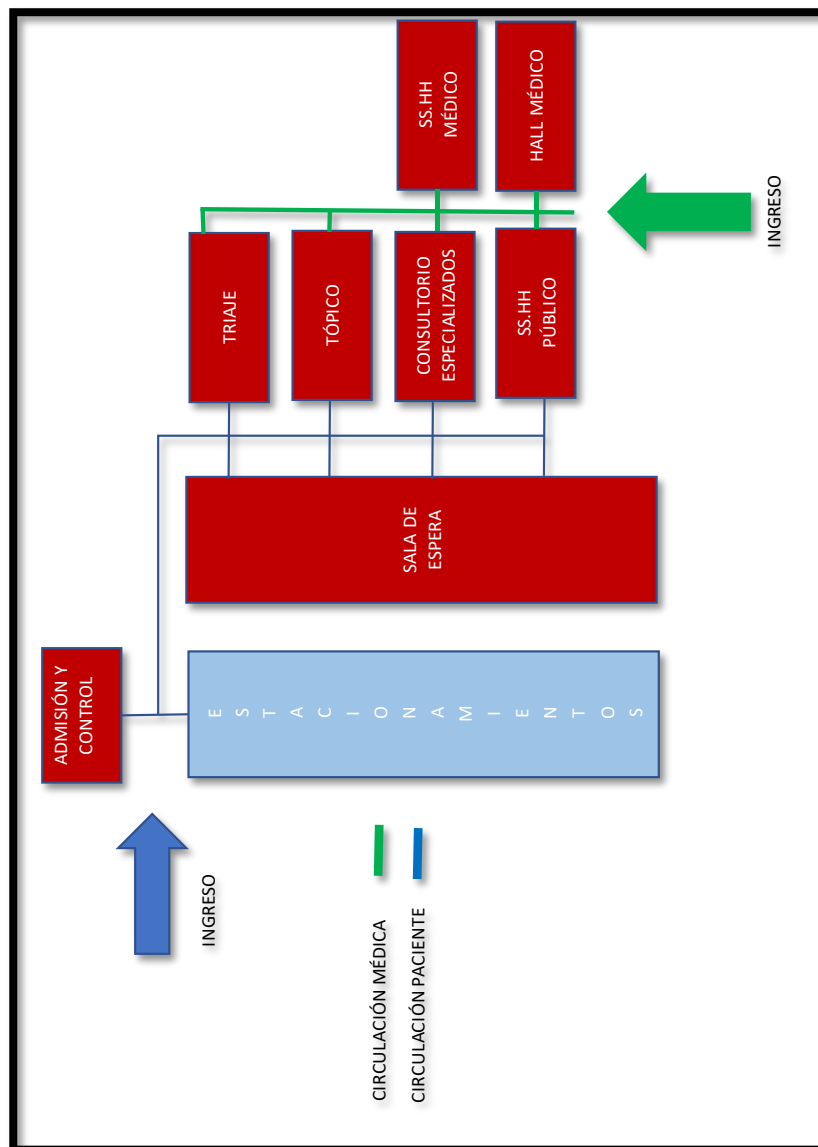 SS.HH
MÉDICO
HALL MÉDICO
TRIAJE
TÓPICO
CONSULTORIO
ESPECIALIZADOS
SS.HH
PÚBLICO
INGRESO
SALA DE
ESPERA
ADMISIÓN Y
CONTROL
ESTACIONAMIENTOS
INGRESO
CIRCULACIÓN MÉDICA
CIRCULACIÓN PACIENTE